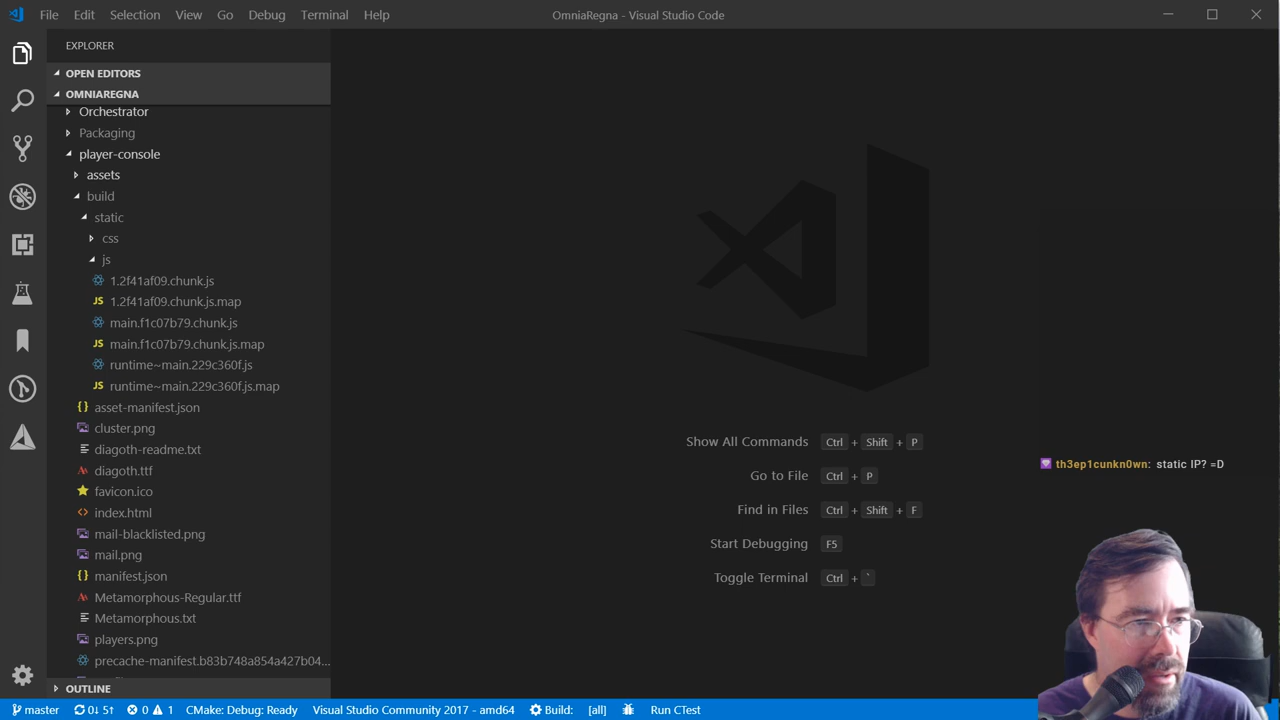 File Edit Selection View Go Debug Terminal Help OmniaRegna - Visual Studio Code
EXPLORER
OPEN EDITORS
OMNIAREGNA
Orchestrator
Packaging
player-console
assets
build
static
css
js
1.2f41af09.chunk.js
JS 1.2f41af09.chunk.js.map
main.f1c07b79.chunk.js
JS main.f1c07b79.chunk.js.map
runtime~main.229c360f.js
JS runtime~main.229c360f.js.map
{} asset-manifest.json
cluster.png
diagoth-readme.txt
A diagoth.ttf
favicon.ico
<> index.html
mail-blacklisted.png
mail.png
{} manifest.json
A Metamorphous-Regular.ttf
Metamorphous.txt
players.png
precache-manifest.b83b748a854a427b04...
OUTLINE
Show All Commands Ctrl + Shift + P
Go to File Ctrl + P
Find in Files Ctrl + Shift + F
Start Debugging F5
Toggle Terminal Ctrl + `
th3ep1cunkn0wn: static IP? =D
master 0↓ 5↑ 0 1 CMake: Debug: Ready Visual Studio Community 2017 - amd64 Build: [all] Run CTest